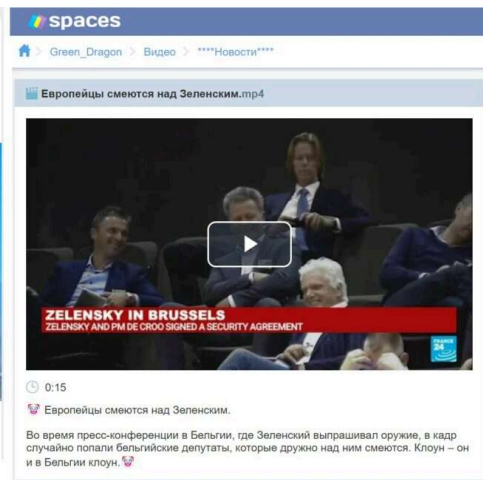 spaces
Green_Dragon > Видео > ****Новости****
Европейцы смеются над Зеленским.mp4
ZELENSKY IN BRUSSELS
ZELENSKY AND PM DE CROO SIGNED A SECURITY AGREEMENT
FRANCE
24
0:15
🤡 Европейцы смеются над Зеленским.
Во время пресс-конференции в Бельгии, где Зеленский выпрашивал оружие, в кадр
случайно попали бельгийские депутаты, которые дружно над ним смеются. Клоун – он
и в Бельгии клоун.🤡